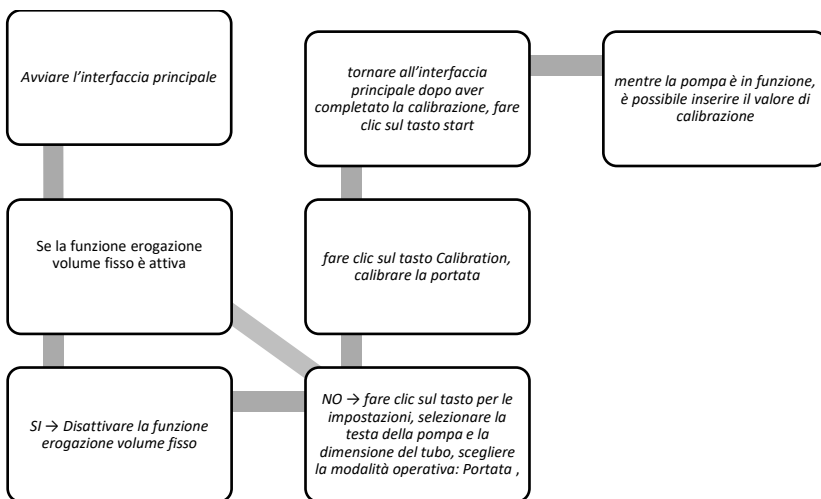 Avviare l’interfaccia principale
Se la funzione erogazione
volume fisso è attiva
SI → Disattivare la funzione
erogazione volume fisso
NO → fare clic sul tasto per le
impostazioni, selezionare la
testa della pompa e la
dimensione del tubo, scegliere
la modalità operativa: Portata ,
fare clic sul tasto Calibration,
calibrare la portata
tornare all’interfaccia
principale dopo aver
completato la calibrazione, fare
clic sul tasto start
mentre la pompa è in funzione,
è possibile inserire il valore di
calibrazione